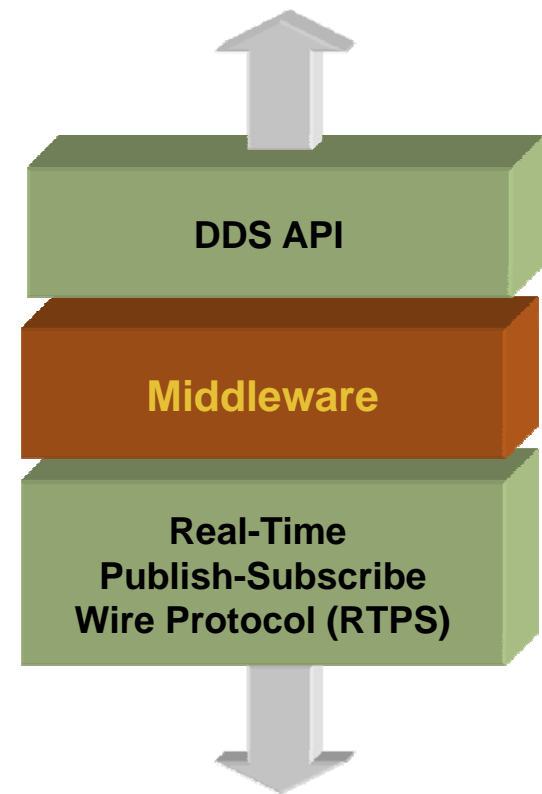 DDS API
Middleware
Real-Time
Publish-Subscribe
Wire Protocol (RTPS)